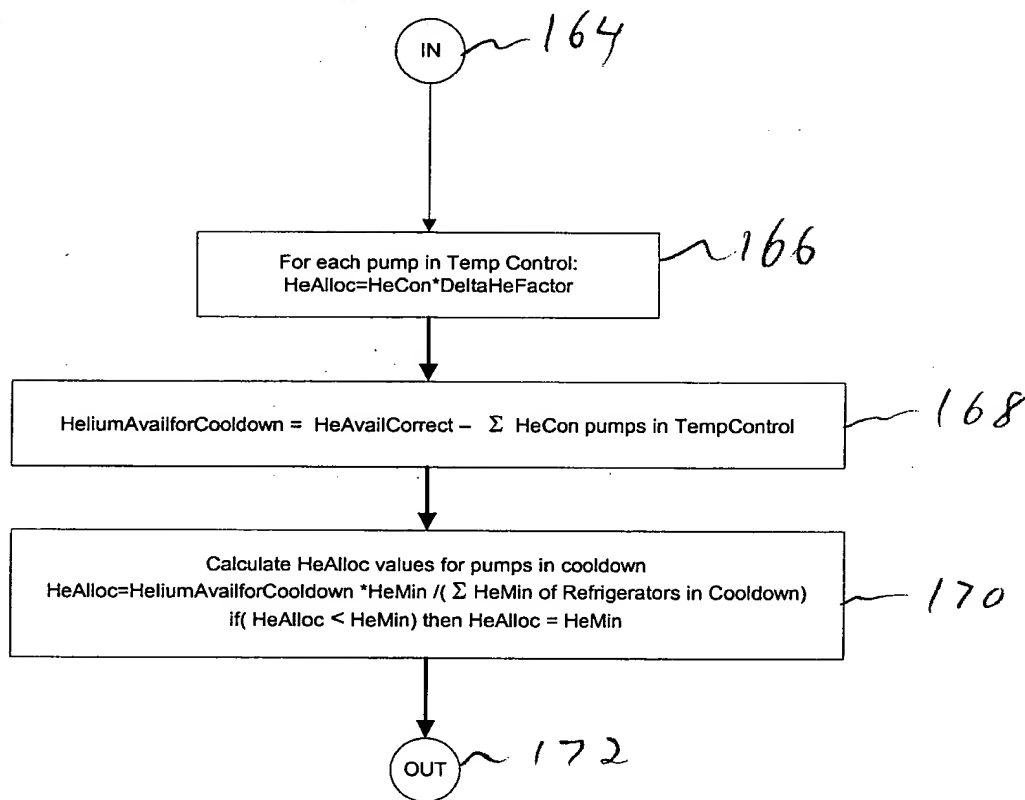 IN
164
For each pump in Temp Control:
HeAlloc=HeCon*DeltaHeFactor
166
HeliumAvailforCooldown = HeAvailCorrect – Σ HeCon pumps in TempControl
168
Calculate HeAlloc values for pumps in cooldown
HeAlloc=HeliumAvailforCooldown *HeMin /( Σ HeMin of Refrigerators in Cooldown)
if( HeAlloc < HeMin) then HeAlloc = HeMin
170
OUT
172